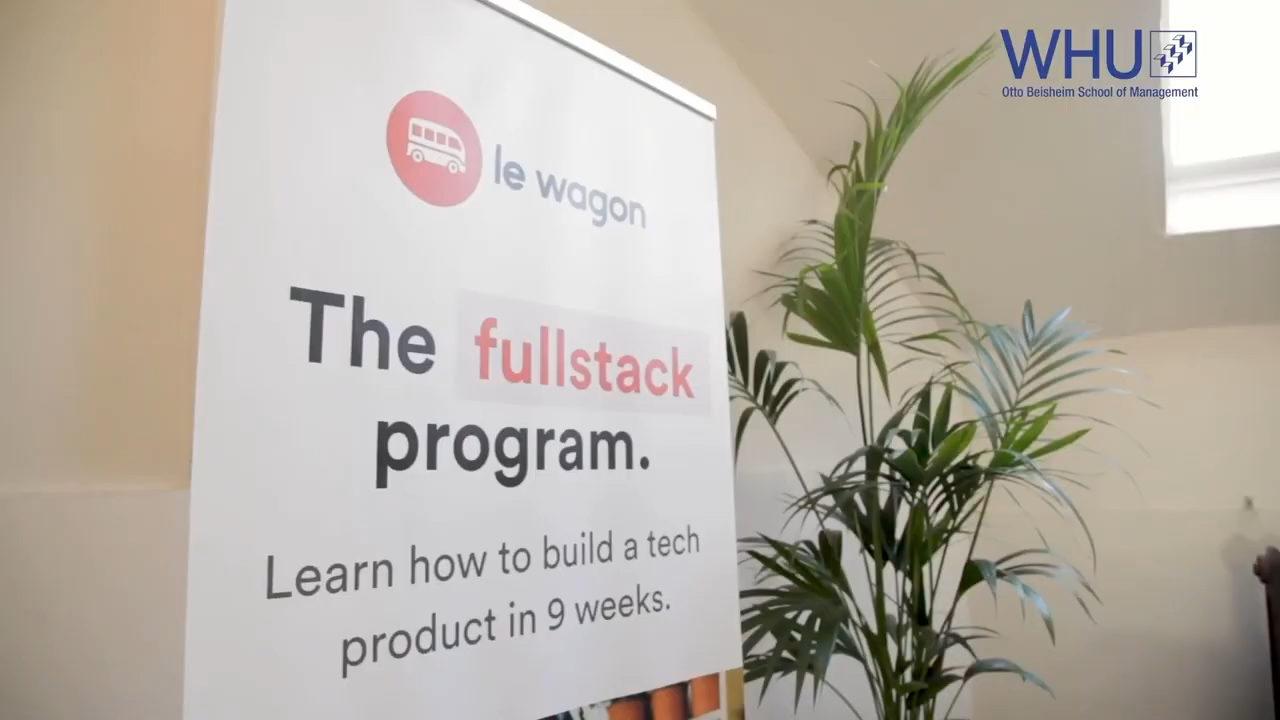 WHU
Otto Beisheim School of Management
le wagon
The fullstack
program.
Learn how to build a tech
product in 9 weeks.